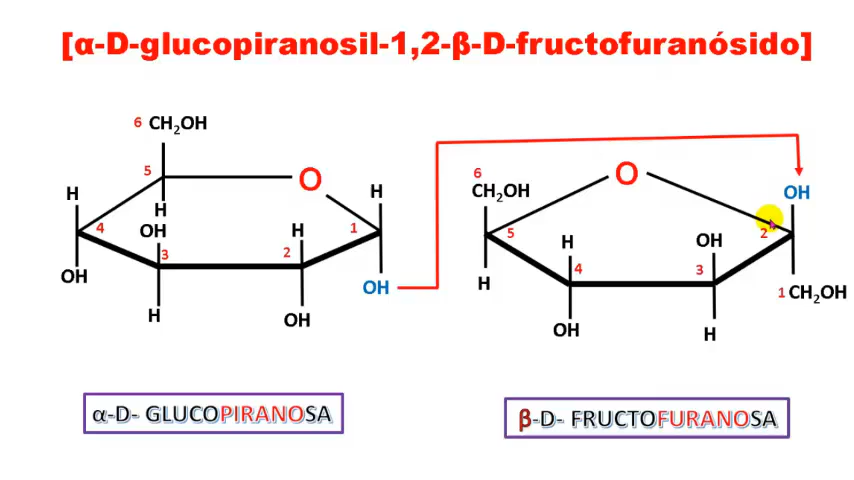 [α-D-glucopiranosil-1,2-β-D-fructofuranósido]
6 CH2OH
5
O
H
H
H
OH
H
4
3
2
1
OH
H
OH
OH
6
CH2OH
O
OH
5
H
OH
2
4
3
H
1 CH2OH
OH
H
α-D- GLUCOPIRANOSA
β-D- FRUCTOFURANOSA